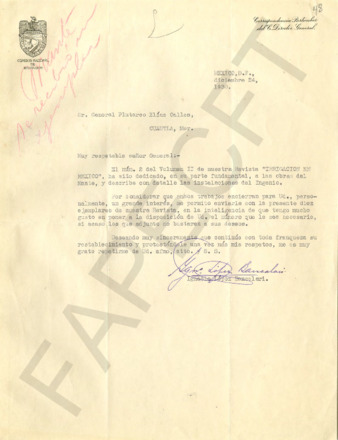 48
Correspondencia Particular
del C. Director General.
MEXICO, D.F.,
diciembre 24,
1930.
Sr. General Plutarco Elías Calles,
CUAUTLA, Mor.
Muy respetable señor General:-
El núm. 2 del Volumen II de nuestra Revista "IRRIGACION EN
MEXICO", ha sido dedicado, en su parte fundamental, a las obras del
Mante, y describe con detalle las instalaciones del Ingenio.
Por considerar que estos trabajos encierran para Ud., perso-
nalmente, un grande interés, me permito enviarle con la presente diez
ejemplares de nuestra Revista, en la inteligencia de que tengo mucho
gusto en poner a la disposición de Ud. el número que le sea necesario,
si acaso los que adjunto no bastaren a sus deseos.
Deseando muy sinceramente que continúe con toda franqueza su
restablecimiento y protestándole una vez más mis respetos, me es muy
grato repetirme de Ud. afmo. atto. y S. S.
FAPECFT